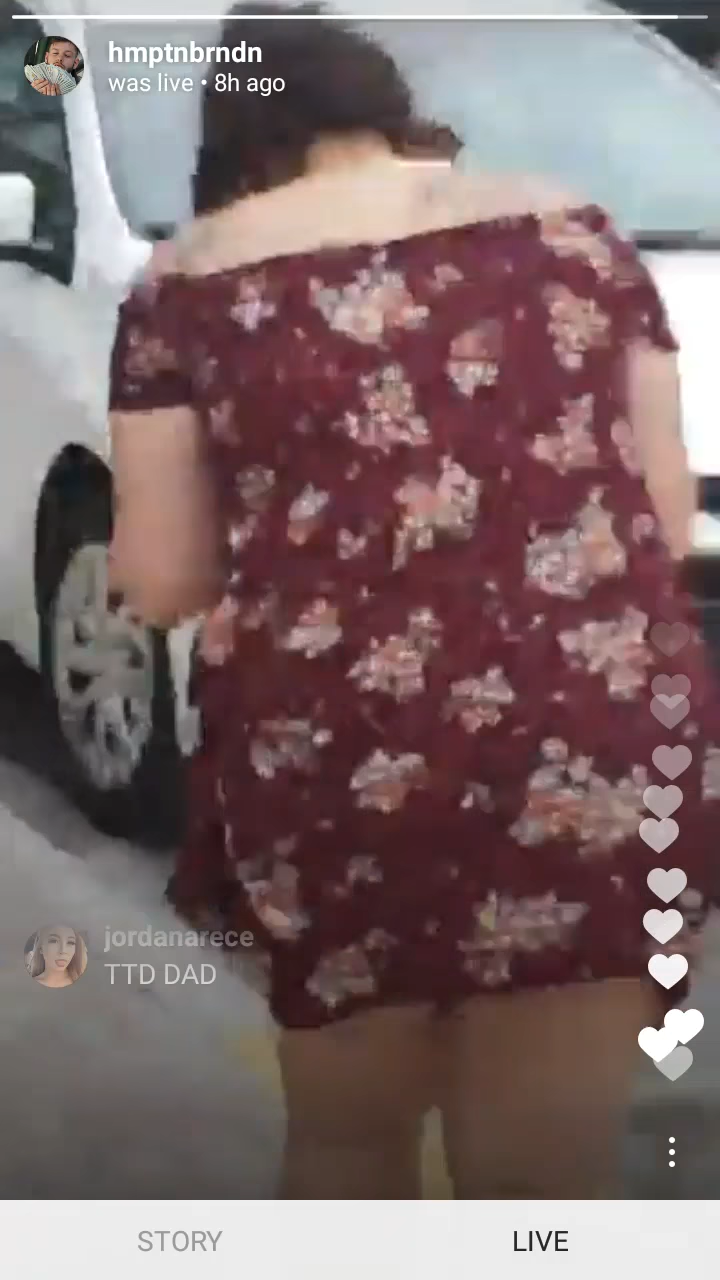 hmptnbrndn
was live • 8h ago
jordanarece
TTD DAD
STORY
LIVE